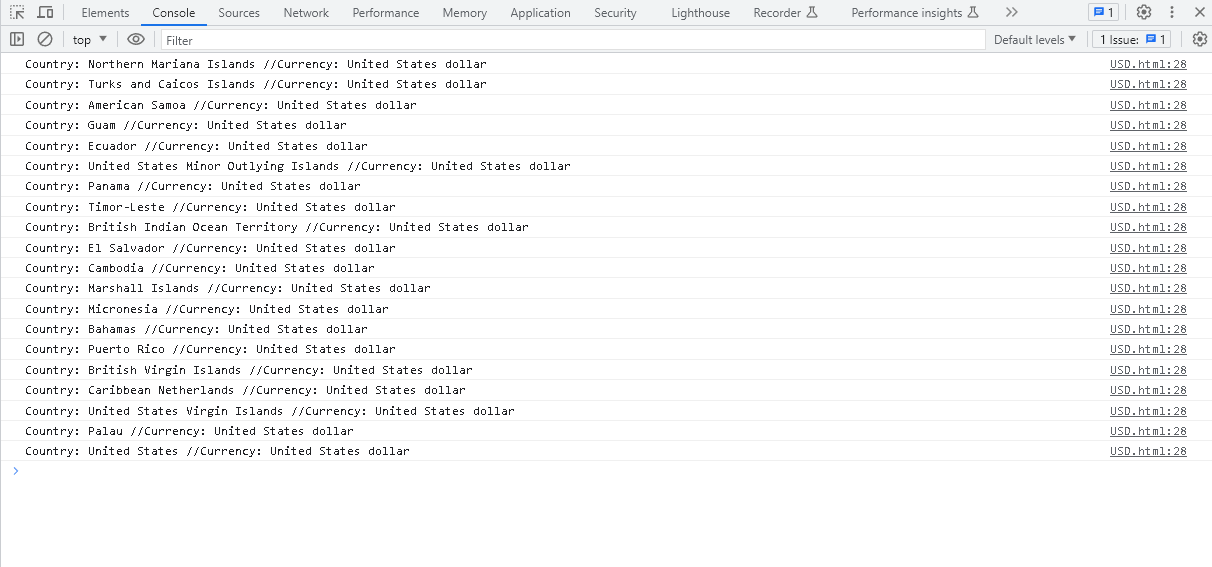 Elements Console Sources Network Performance Memory Application Security Lighthouse Recorder Performance insights 1
top Filter Default levels 1 Issue: 1
Country: Northern Mariana Islands //Currency: United States dollar USD.html:28
Country: Turks and Caicos Islands //Currency: United States dollar USD.html:28
Country: American Samoa //Currency: United States dollar USD.html:28
Country: Guam //Currency: United States dollar USD.html:28
Country: Ecuador //Currency: United States dollar USD.html:28
Country: United States Minor Outlying Islands //Currency: United States dollar USD.html:28
Country: Panama //Currency: United States dollar USD.html:28
Country: Timor-Leste //Currency: United States dollar USD.html:28
Country: British Indian Ocean Territory //Currency: United States dollar USD.html:28
Country: El Salvador //Currency: United States dollar USD.html:28
Country: Cambodia //Currency: United States dollar USD.html:28
Country: Marshall Islands //Currency: United States dollar USD.html:28
Country: Micronesia //Currency: United States dollar USD.html:28
Country: Bahamas //Currency: United States dollar USD.html:28
Country: Puerto Rico //Currency: United States dollar USD.html:28
Country: British Virgin Islands //Currency: United States dollar USD.html:28
Country: Caribbean Netherlands //Currency: United States dollar USD.html:28
Country: United States Virgin Islands //Currency: United States dollar USD.html:28
Country: Palau //Currency: United States dollar USD.html:28
Country: United States //Currency: United States dollar USD.html:28